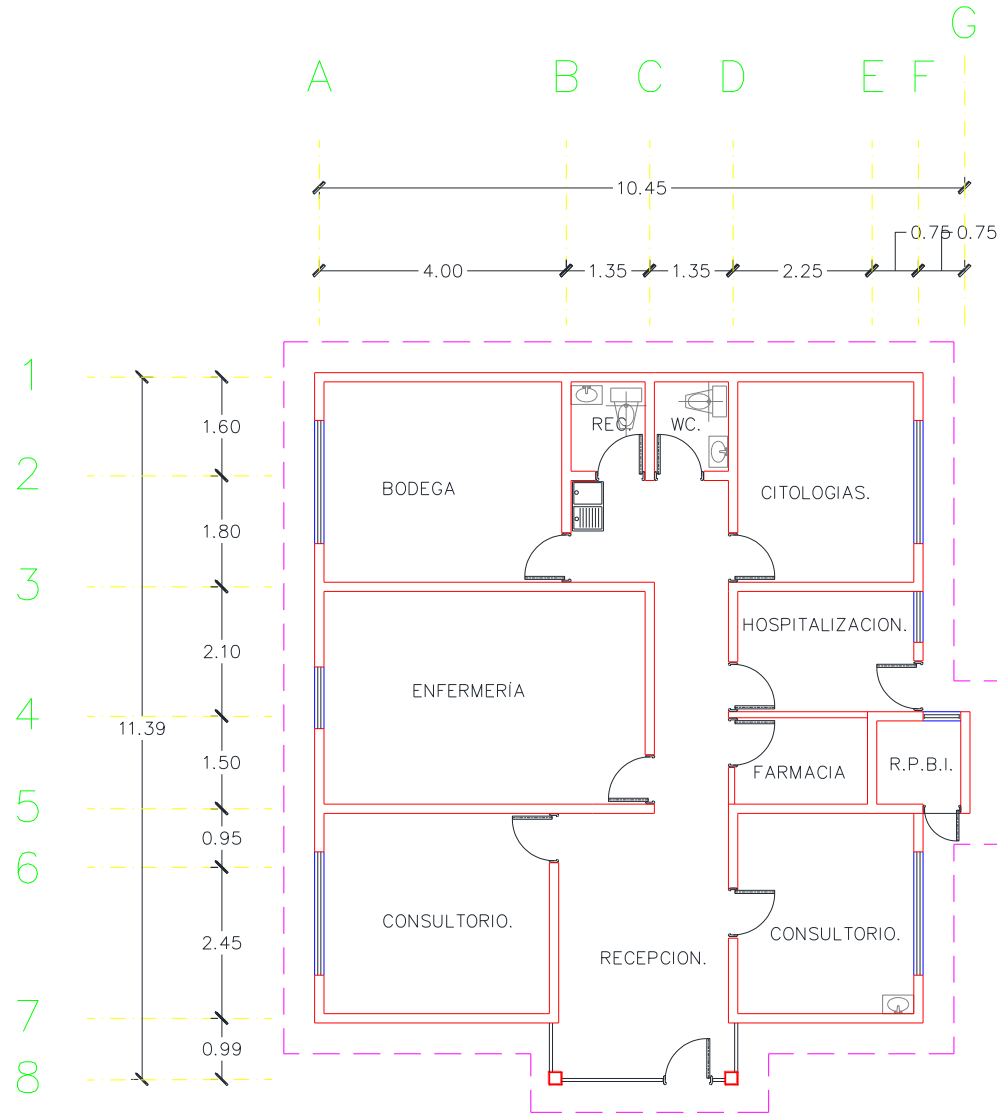 G
A B C D E F
10.45
0.75 0.75
4.00 1.35 1.35 2.25
1
1.60
REC. WC.
2
BODEGA CITOLOGIAS.
1.80
3
HOSPITALIZACION.
2.10
ENFERMERÍA
4
11.39
1.50 FARMACIA R.P.B.I.
5
0.95
6
CONSULTORIO. CONSULTORIO.
2.45
RECEPCION.
7
0.99
8